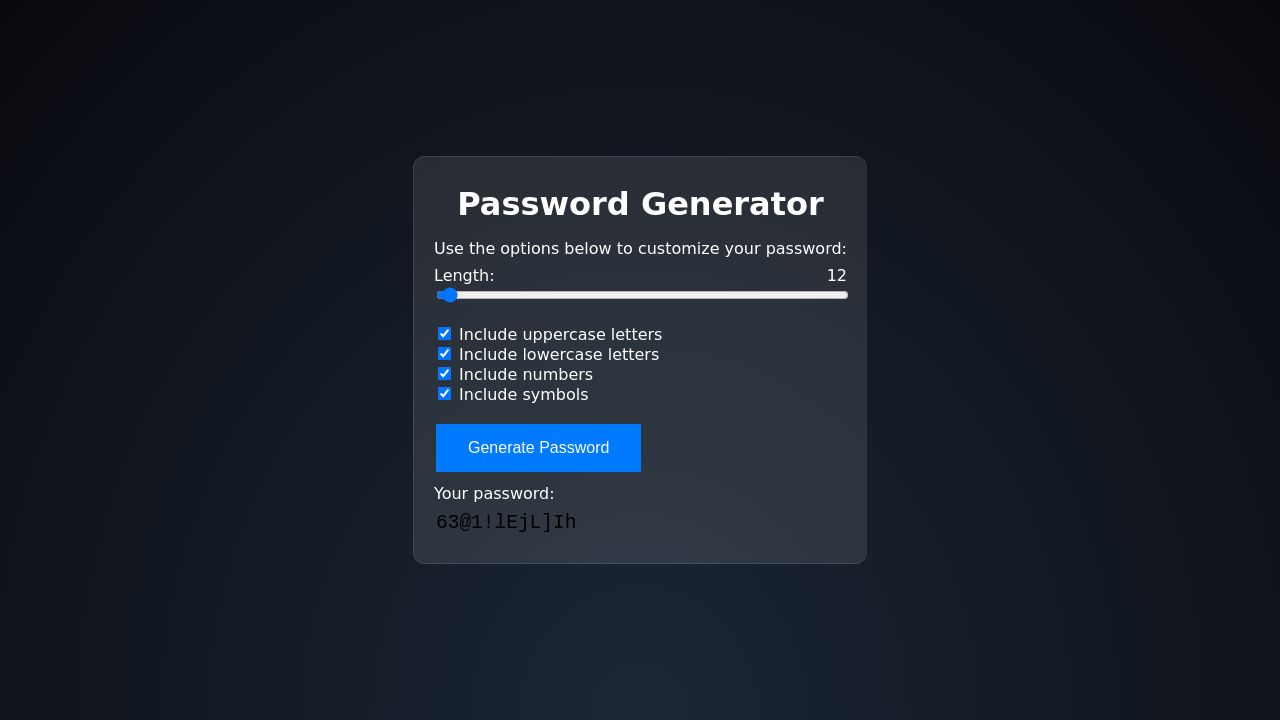 Password Generator
Use the options below to customize your password:
Length: 12
Include uppercase letters
Include lowercase letters
Include numbers
Include symbols
Generate Password
Your password:
63@1!lEjL]Ih